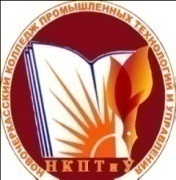 НОВОЧЕРКАССКИЙ КОЛЛЕДЖ ПРОМЫШЛЕННЫХ ТЕХНОЛОГИЙ И УПРАВЛЕНИЯ
НКПТиУ